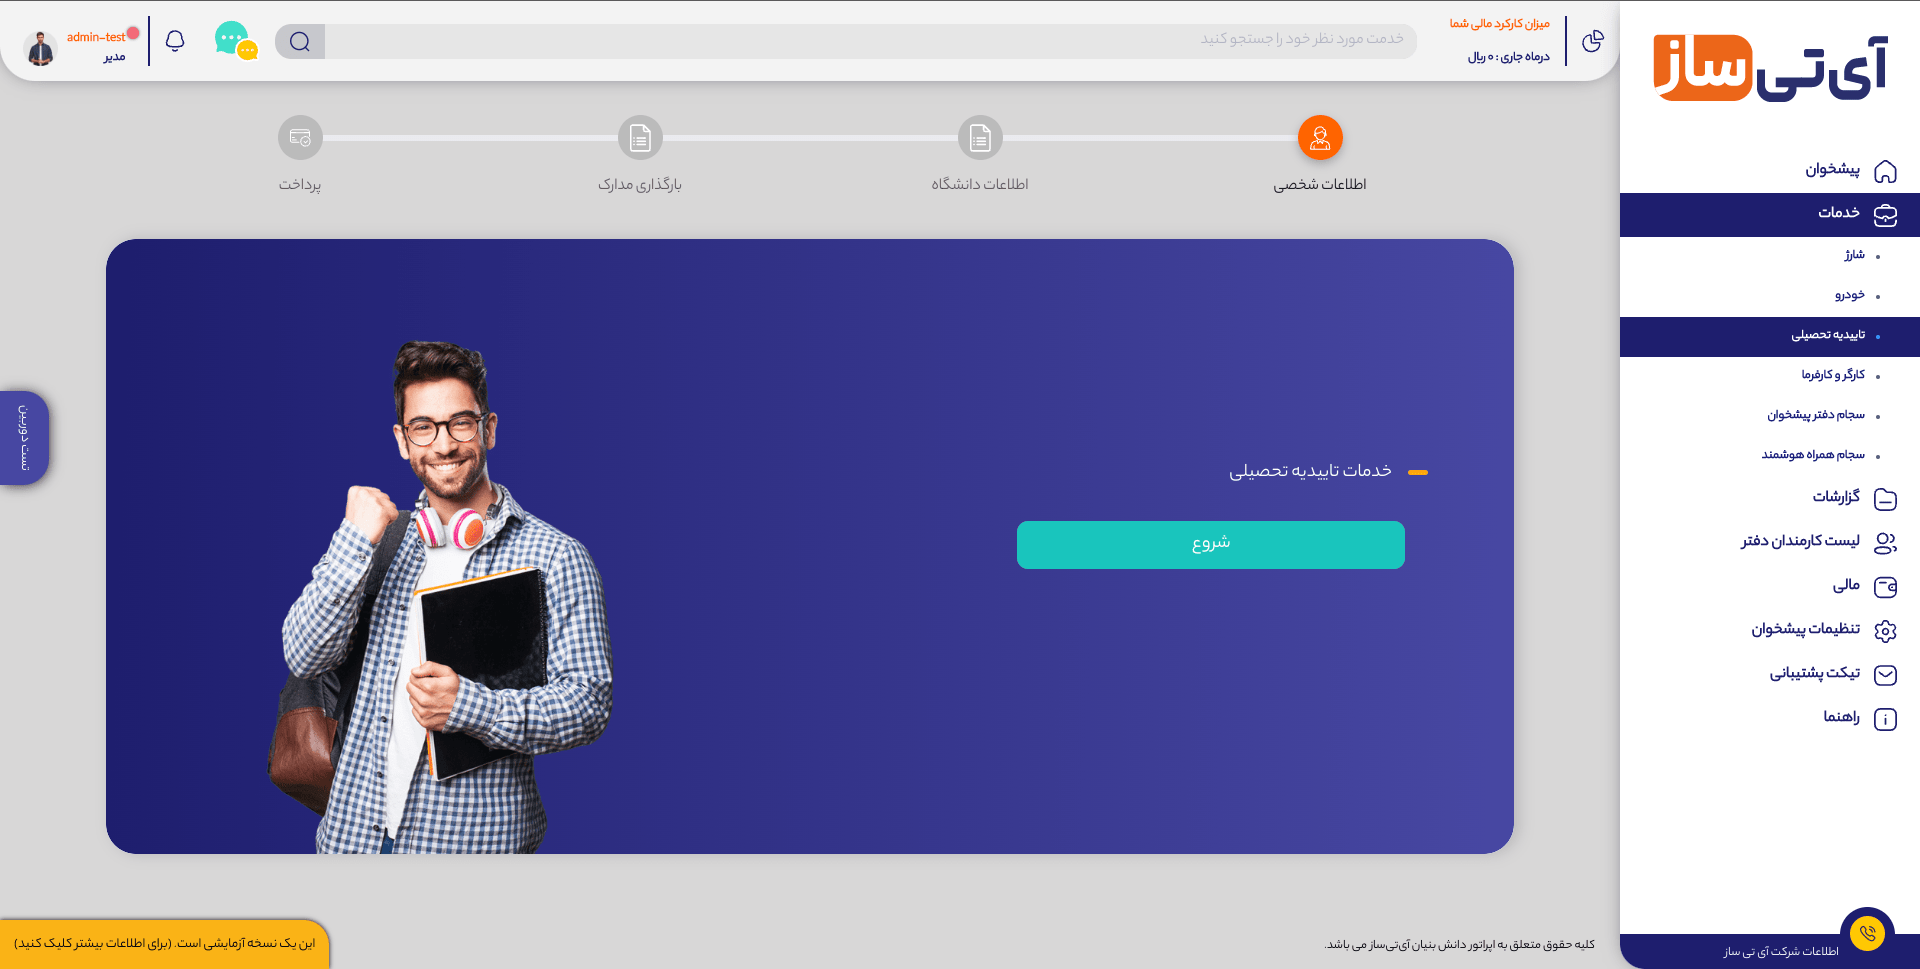 آی‌تی‌ساز
میزان کارکرد مالی شما
درماه جاری : ۰ ریال
خدمت مورد نظر خود را جستجو کنید
admin-test
مدیر
پیشخوان
خدمات
شارژ
خودرو
تاییدیه تحصیلی
کارگر و کارفرما
سجام دفتر پیشخوان
سجام همراه هوشمند
گزارشات
لیست کارمندان دفتر
مالی
تنظیمات پیشخوان
تیکت پشتیبانی
راهنما
اطلاعات شرکت آی تی ساز
اطلاعات شخصی
اطلاعات دانشگاه
بارگذاری مدارک
پرداخت
خدمات تاییدیه تحصیلی
شروع
تست دوربین
کلیه حقوق متعلق به اپراتور دانش بنیان آی‌تی‌ساز می باشد.
این یک نسخه آزمایشی است. (برای اطلاعات بیشتر کلیک کنید)